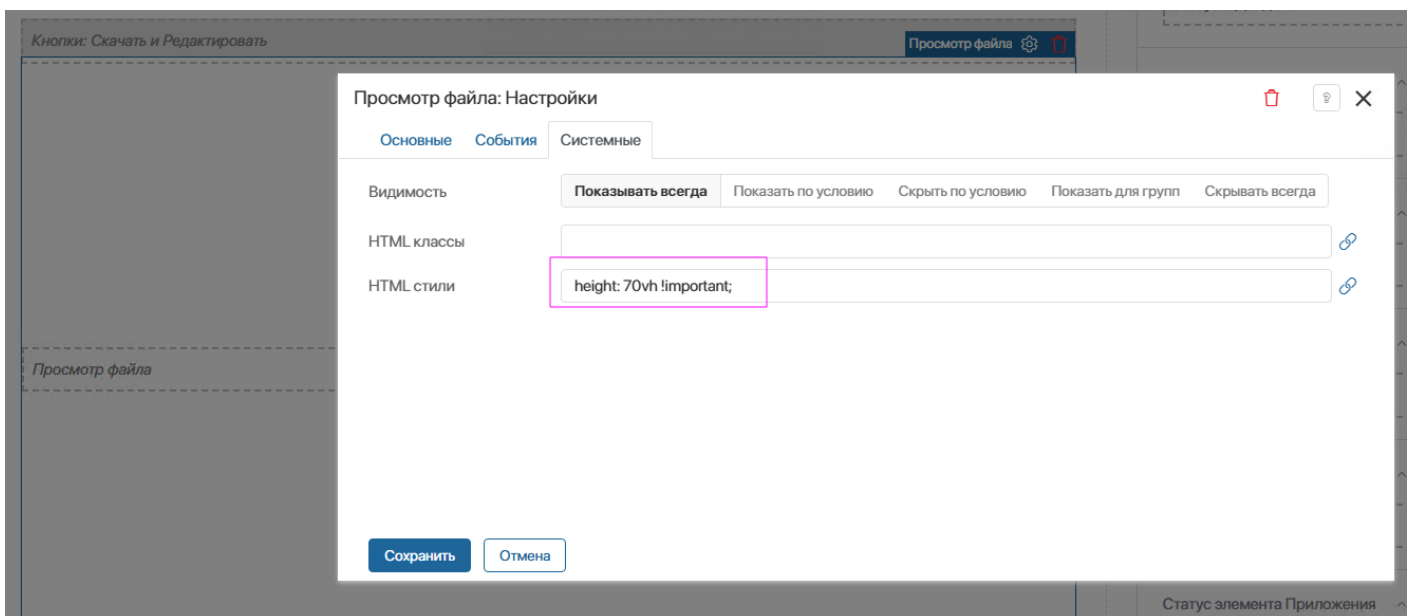 Кнопки: Скачать и Редактировать
Просмотр файла
Просмотр файла: Настройки
Основные События Системные
Видимость Показывать всегда Показать по условию Скрыть по условию Показать для групп Скрывать всегда
HTML классы
HTML стили height: 70vh !important;
Просмотр файла
Сохранить Отмена
Статус элемента Приложения